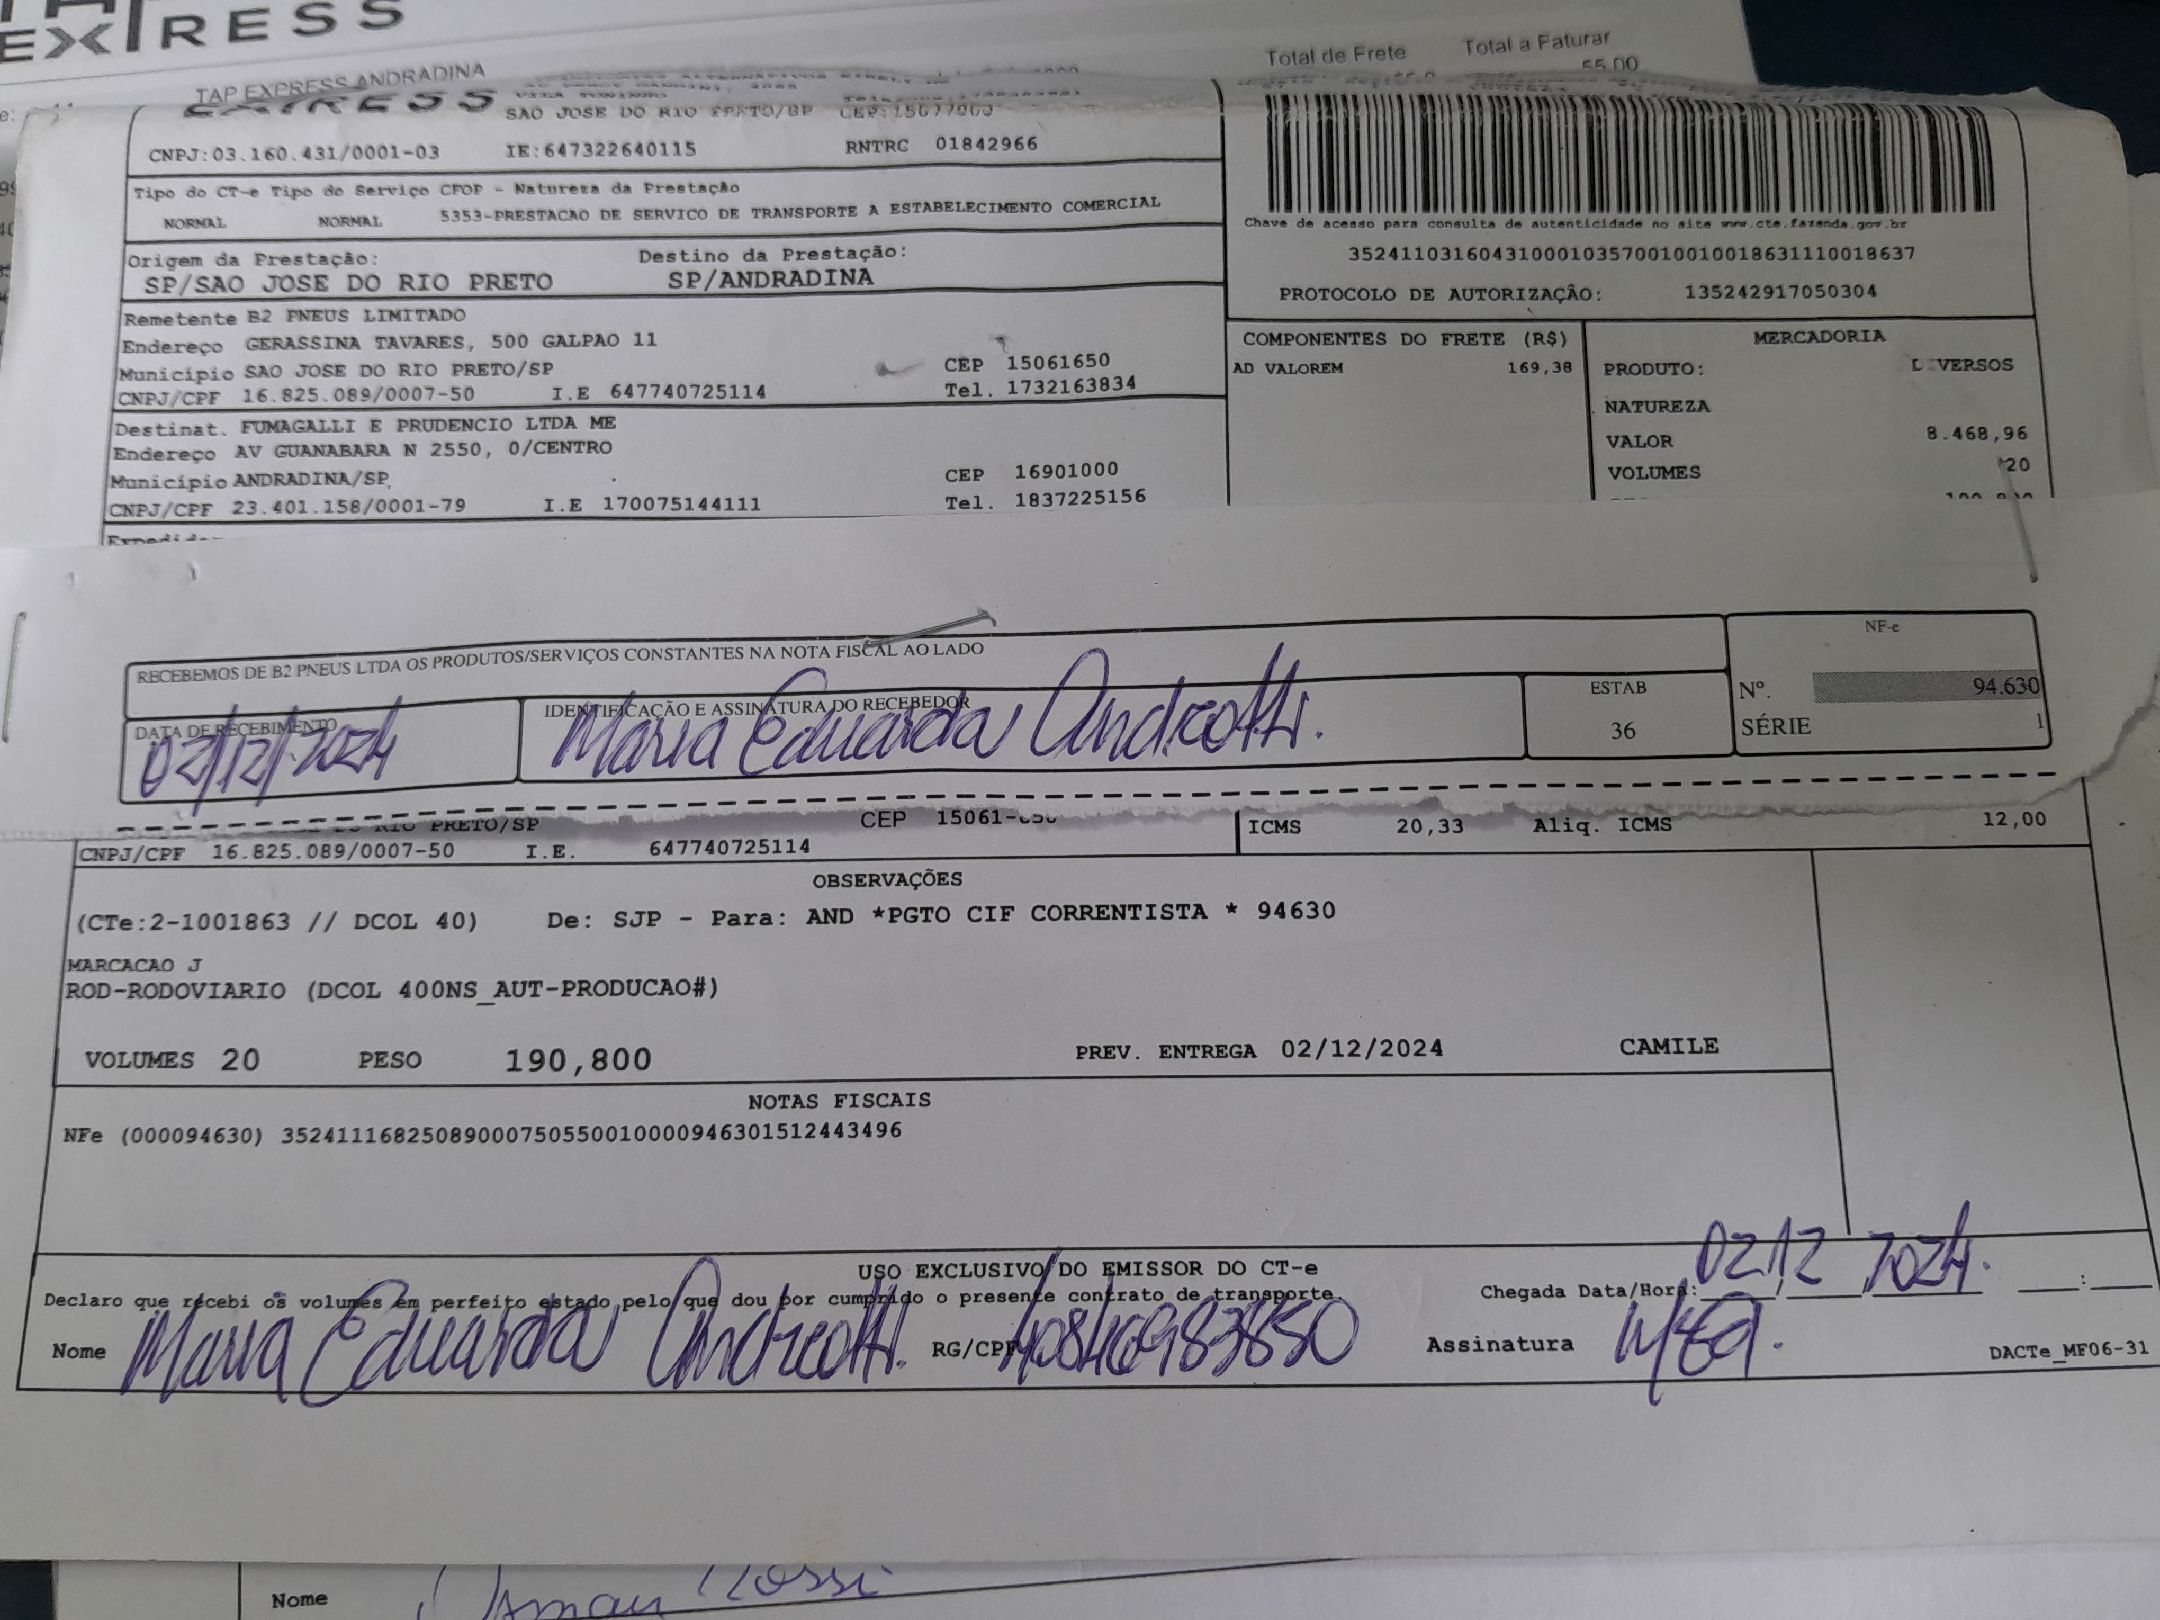 EXPRESS
TAP EXPRESS ANDRADINA
Total de Frete Total a Faturar
55,00
SAO JOSE DO RIO PRETO/SP CEP:15077000
CNPJ:03.160.431/0001-03 IE:647322640115 RNTRC 01842966
Tipo do CT-e Tipo do Serviço CFOP - Natureza da Prestação
NORMAL NORMAL 5353-PRESTACAO DE SERVICO DE TRANSPORTE A ESTABELECIMENTO COMERCIAL
Chave de acesso para consulta de autenticidade no site www.cte.fazenda.gov.br
35241103160431000103570010010018631110018637
PROTOCOLO DE AUTORIZAÇÃO: 135242917050304
Origem da Prestação: Destino da Prestação:
SP/SAO JOSE DO RIO PRETO SP/ANDRADINA
Remetente B2 PNEUS LIMITADO
Endereço GERASSINA TAVARES, 500 GALPAO 11
Município SAO JOSE DO RIO PRETO/SP CEP 15061650
CNPJ/CPF 16.825.089/0007-50 I.E 647740725114 Tel. 1732163834
COMPONENTES DO FRETE (R$)
AD VALOREM 169,38
MERCADORIA
PRODUTO: DIVERSOS
NATUREZA
VALOR 8.468,96
VOLUMES 20
Destinat. FUMAGALLI E PRUDENCIO LTDA ME
Endereço AV GUANABARA N 2550, 0/CENTRO
Município ANDRADINA/SP CEP 16901000
CNPJ/CPF 23.401.158/0001-79 I.E 170075144111 Tel. 1837225156
RECEBEMOS DE B2 PNEUS LTDA OS PRODUTOS/SERVIÇOS CONSTANTES NA NOTA FISCAL AO LADO
DATA DE RECEBIMENTO
02/12/2024
IDENTIFICAÇÃO E ASSINATURA DO RECEBEDOR
Maria Eduarda Andreotti.
ESTAB
36
NF-e
Nº. 94.630
SÉRIE 1
RIO PRETO/SP CEP 15061-650
ICMS 20,33 Aliq. ICMS 12,00
CNPJ/CPF 16.825.089/0007-50 I.E. 647740725114
OBSERVAÇÕES
(CTe:2-1001863 // DCOL 40) De: SJP - Para: AND *PGTO CIF CORRENTISTA * 94630
MARCACAO J
ROD-RODOVIARIO (DCOL 400NS_AUT-PRODUCAO#)
VOLUMES 20 PESO 190,800 PREV. ENTREGA 02/12/2024 CAMILE
NOTAS FISCAIS
NFe (000094630) 35241116825089000750550010000946301512443496
USO EXCLUSIVO DO EMISSOR DO CT-e
Declaro que recebi os volumes em perfeito estado pelo que dou por cumprido o presente contrato de transporte.
Chegada Data/Hora: 02/12/2024. __:__
Nome Maria Eduarda Andreotti. RG/CPF 40846983850 Assinatura MEA. DACTe_MF06-31
Nome